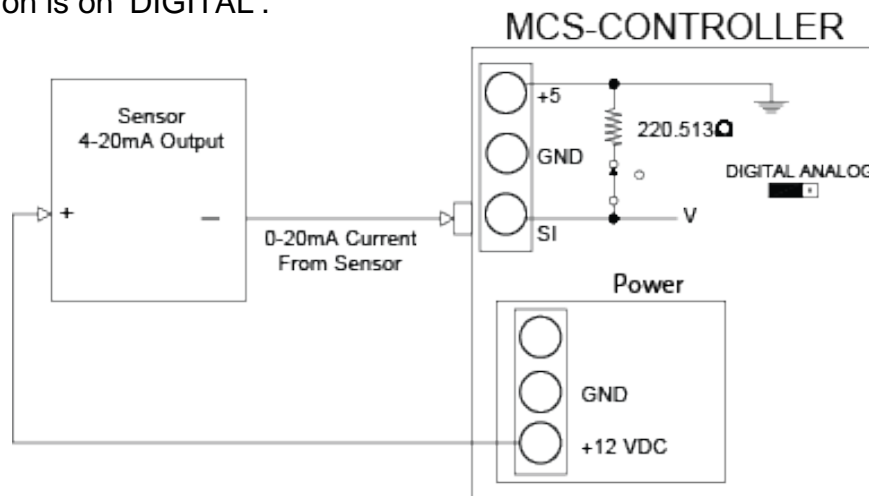 on is on 'DIGITAL'.
MCS-CONTROLLER
Sensor
4-20mA Output
+
−
0-20mA Current
From Sensor
+5
GND
SI
220.513Ω
DIGITAL ANALOG
V
Power
GND
+12 VDC